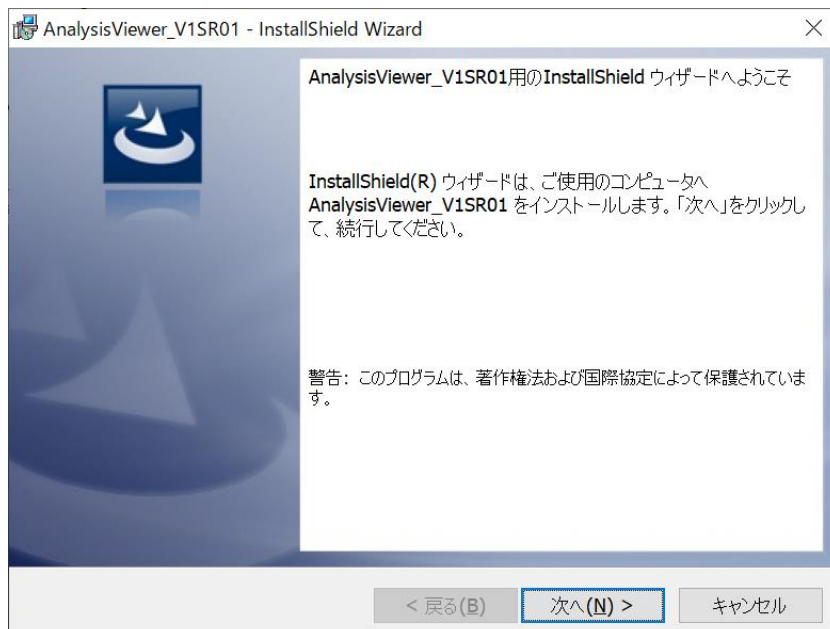 AnalysisViewer_V1SR01 - InstallShield Wizard
AnalysisViewer_V1SR01用のInstallShield ウィザードへようこそ
InstallShield(R) ウィザードは、ご使用のコンピュータへ
AnalysisViewer_V1SR01 をインストールします。「次へ」をクリックし
て、続行してください。
警告: このプログラムは、著作権法および国際協定によって保護されていま
す。
< 戻る(B)
次へ(N) >
キャンセル